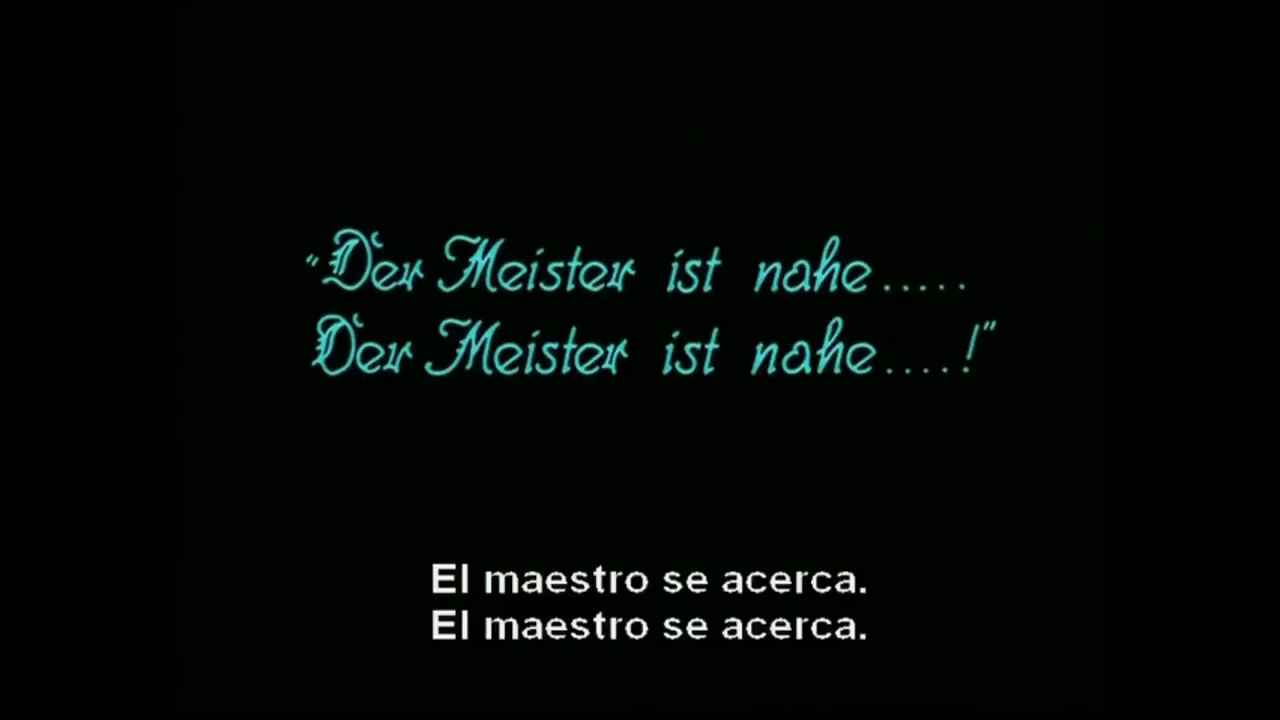 "Der Meister ist nahe.....
Der Meister ist nahe.....!"
El maestro se acerca.
El maestro se acerca.